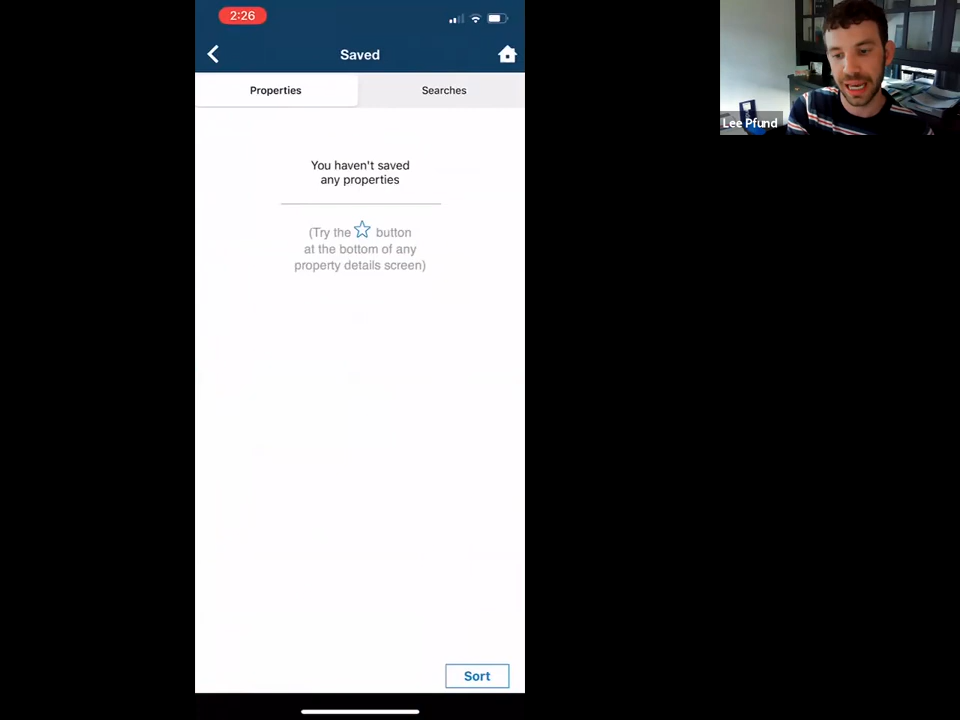 2:26
Saved
Properties
Searches
You haven't saved
any properties
(Try the ☆ button
at the bottom of any
property details screen)
Sort
Lee Pfund